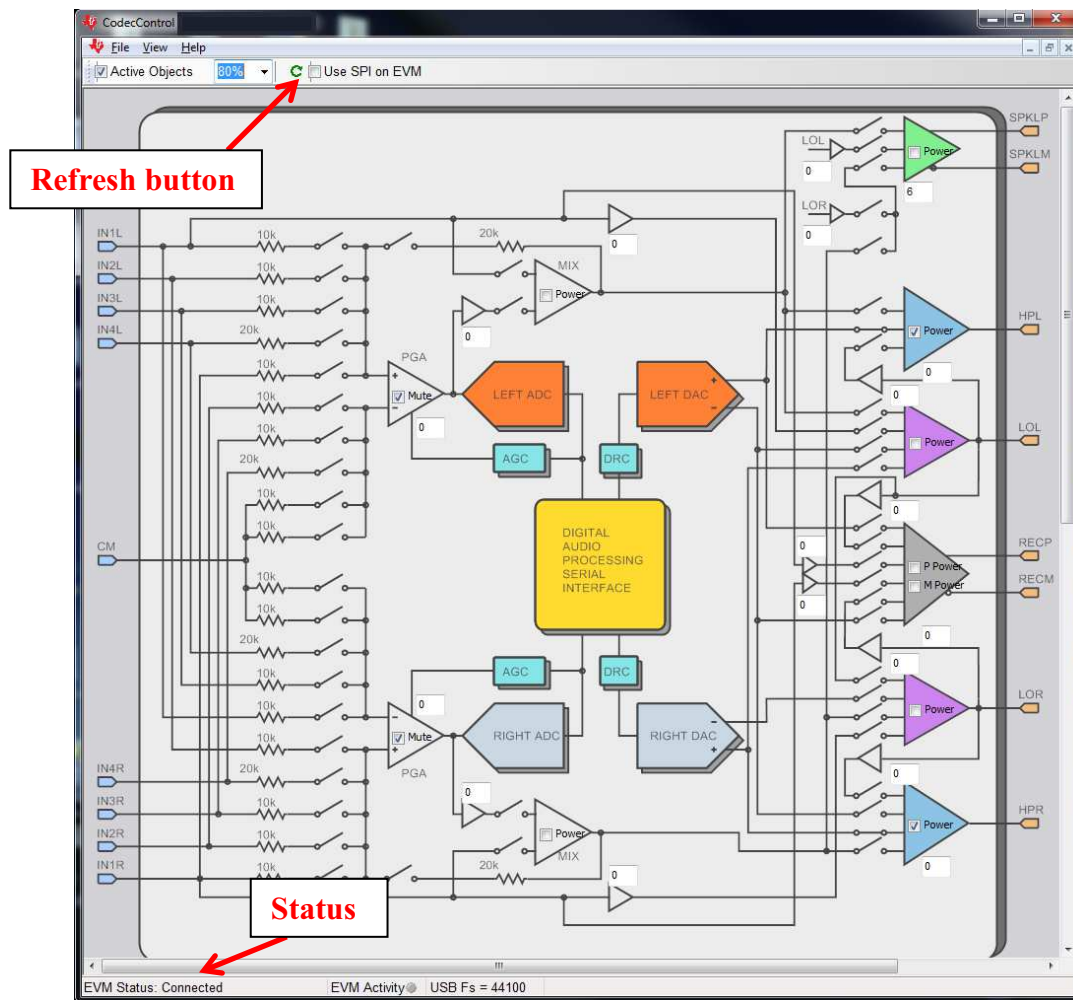 CodecControl
File View Help
Active Objects 80% Use SPI on EVM
Refresh button
SPKLP
LOL
Power
SPKLM
0
6
LOR
0
IN1L
10k
20k
0
IN2L
10k
MIX
Power
IN3L
10k
HPL
Power
IN4L
20k
0
PGA
0
10k
Mute
LEFT ADC
LEFT DAC
+
-
+
-
0
0
10k
LOL
Power
10k
AGC
DRC
20k
10k
0
10k
DIGITAL
AUDIO
PROCESSING
SERIAL
INTERFACE
CM
0
RECP
P Power
M Power
RECM
10k
0
10k
0
20k
0
10k
AGC
DRC
0
LOR
Power
10k
-
+
Mute
RIGHT ADC
RIGHT DAC
-
+
10k
PGA
0
IN4R
20k
0
IN3R
10k
HPR
Power
IN2R
10k
Power
MIX
0
IN1R
10k
20k
0
Status
EVM Status: Connected EVM Activity USB Fs = 44100